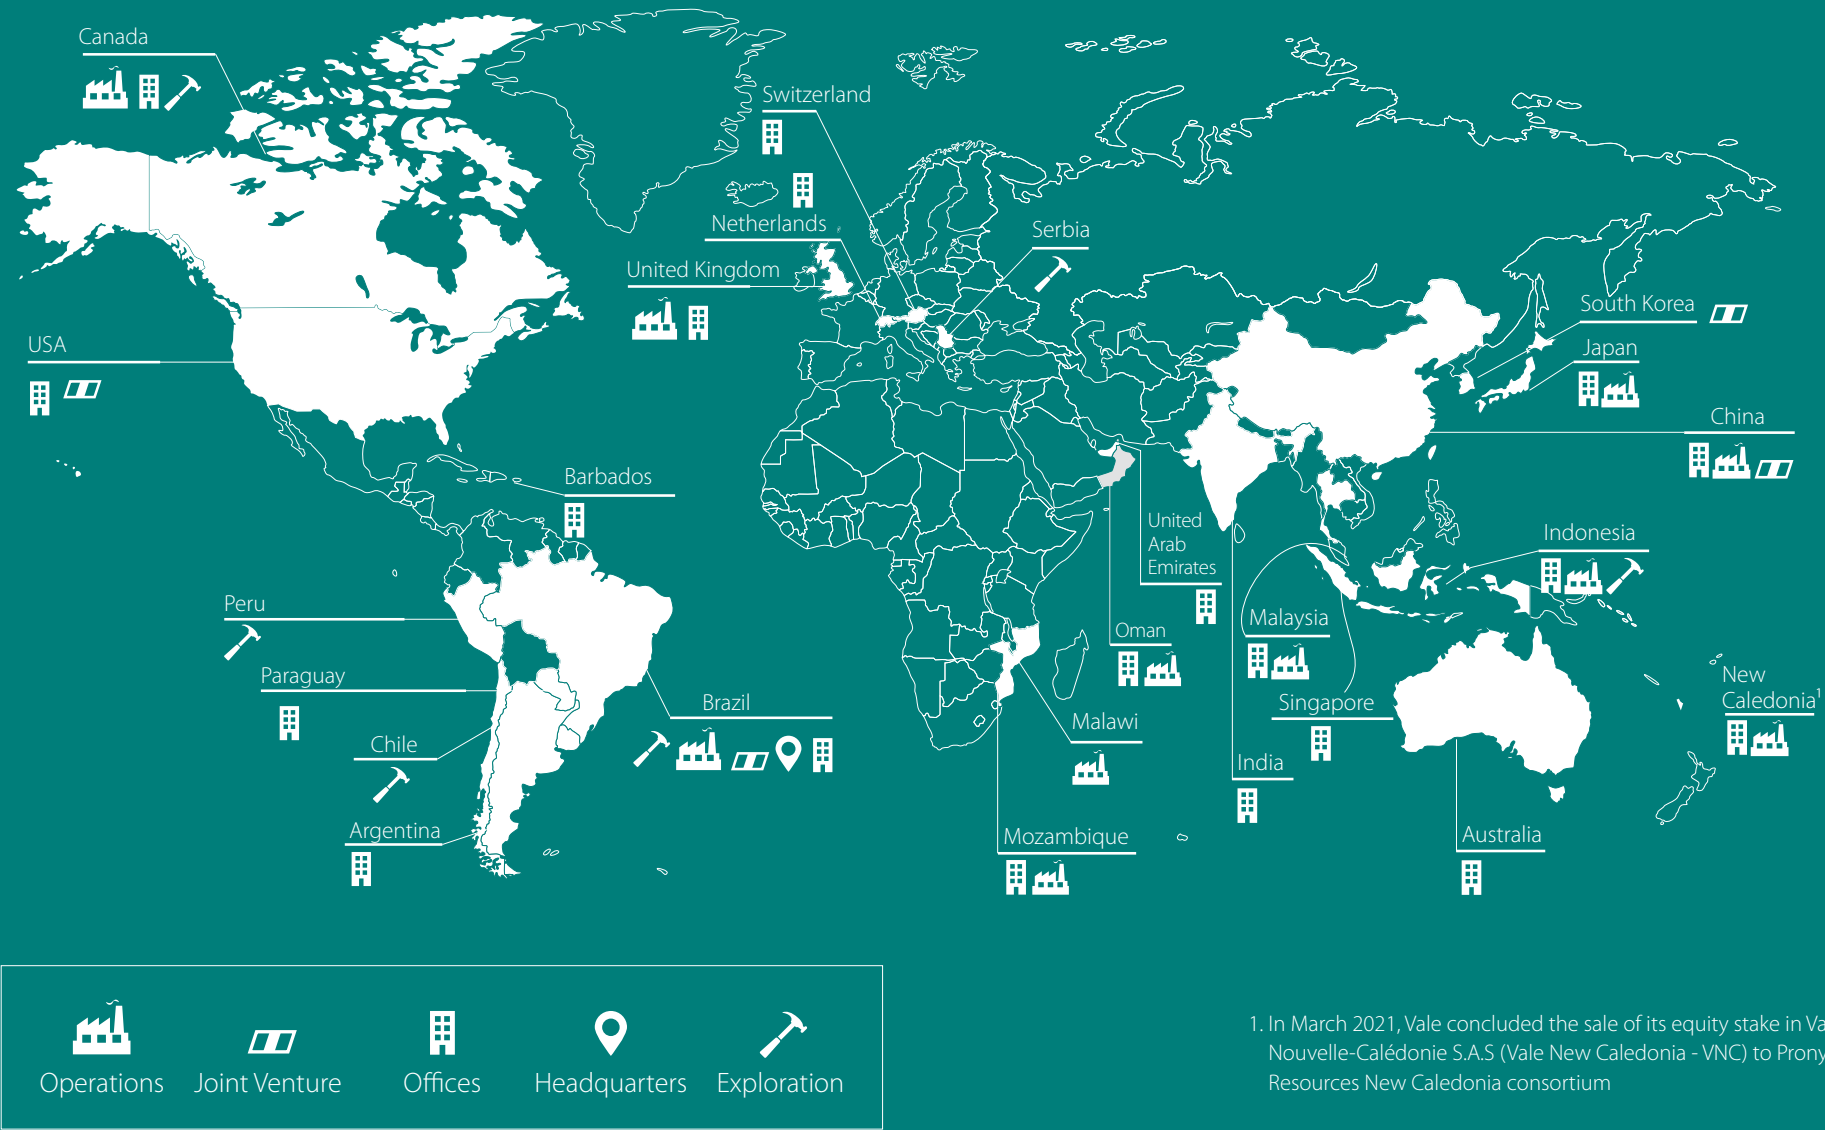 Canada
Switzerland
Netherlands
Serbia
United Kingdom
South Korea
USA
Japan
China
Barbados
United
Arab
Emirates
Indonesia
Peru
Malaysia
Oman
Paraguay
New
Caledonia¹
Brazil
Singapore
Malawi
Chile
India
Argentina
Mozambique
Australia
Operations
Joint Venture
Offices
Headquarters
Exploration
1. In March 2021, Vale concluded the sale of its equity stake in
Nouvelle-Calédonie S.A.S (Vale New Caledonia - VNC) to Prony
Resources New Caledonia consortium